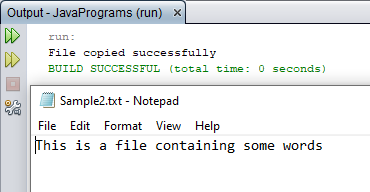 Output - JavaPrograms (run)
run:
File copied successfully
BUILD SUCCESSFUL (total time: 0 seconds)
Sample2.txt - Notepad
File Edit Format View Help
This is a file containing some words